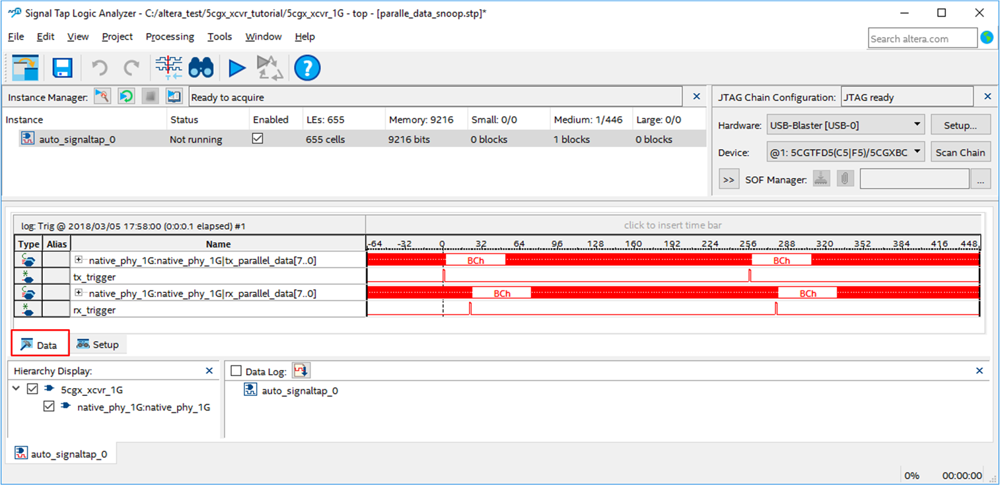 Signal Tap Logic Analyzer - C:/altera_test/5cgx_xcvr_tutorial/5cgx_xcvr_1G - top - [paralle_data_snoop.stp]*
File Edit View Project Processing Tools Window Help
Search altera.com
Instance Manager: Ready to acquire
Instance Status Enabled LEs: 655 Memory: 9216 Small: 0/0 Medium: 1/446 Large: 0/0
auto_signaltap_0 Not running 655 cells 9216 bits 0 blocks 1 blocks 0 blocks
JTAG Chain Configuration: JTAG ready
Hardware: USB-Blaster [USB-0] Setup...
Device: @1: 5CGTFD5(C5|F5)/5CGXBC Scan Chain
>> SOF Manager: ...
log: Trig @ 2018/03/05 17:58:00 (0:0:0.1 elapsed) #1 click to insert time bar
Type Alias Name -64 -32 0 32 64 96 128 160 192 224 256 288 320 352 384 416 448
native_phy_1G:native_phy_1G|tx_parallel_data[7..0] BCh BCh
tx_trigger
native_phy_1G:native_phy_1G|rx_parallel_data[7..0] BCh BCh
rx_trigger
Data Setup
Hierarchy Display:
5cgx_xcvr_1G
native_phy_1G:native_phy_1G
Data Log:
auto_signaltap_0
auto_signaltap_0
0% 00:00:00